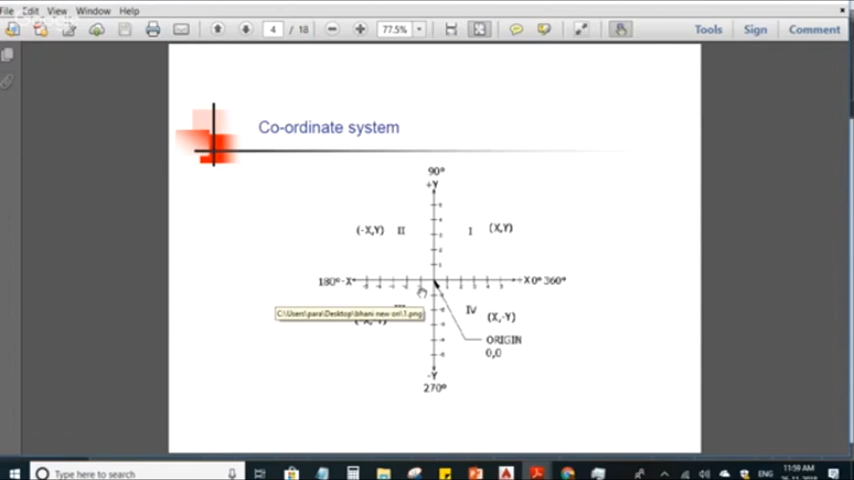 File Edit View Window Help
4 / 18 77.5% Tools Sign Comment
Co-ordinate system
90°
+Y
(-X,Y) II I (X,Y)
180°-X +X 0° 360°
C:\Users\para\Desktop\bhani new ori\1.png
IV (X,-Y)
ORIGIN
0,0
-Y
270°
Type here to search
ENG
11:59 AM